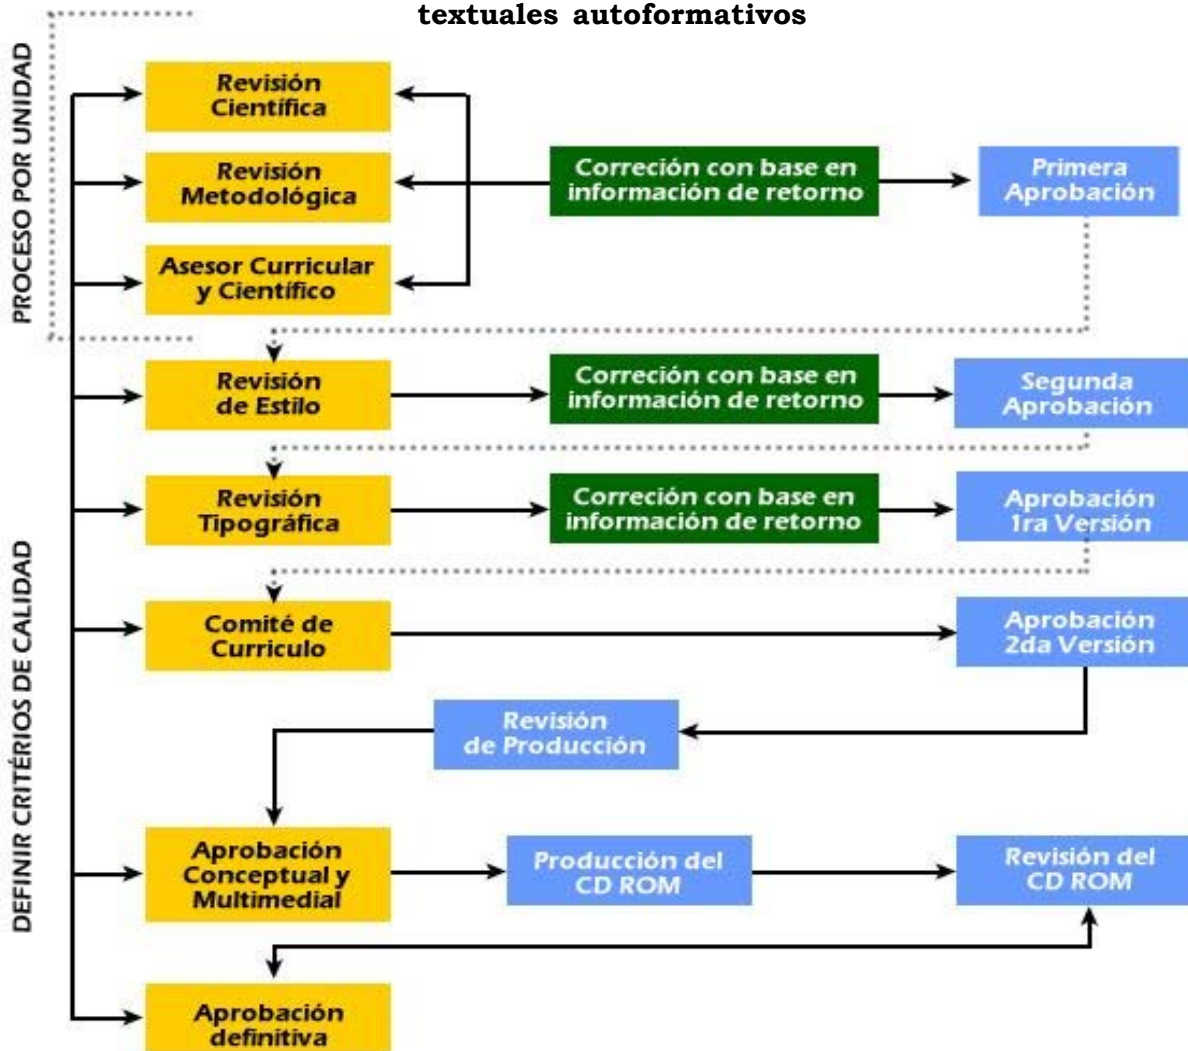 textuales autoformativos
PROCESO POR UNIDAD
Revisión
Científica
Revisión
Metodológica
Asesor Curricular
y Científico
Correción con base en
información de retorno
Primera
Aprobación
Revisión
de Estilo
Correción con base en
información de retorno
Segunda
Aprobación
Revisión
Tipográfica
Correción con base en
información de retorno
Aprobación
1ra Versión
DEFINIR CRITÉRIOS DE CALIDAD
Comité de
Curriculo
Aprobación
2da Versión
Revisión
de Producción
Aprobación
Conceptual y
Multimedial
Producción del
CD ROM
Revisión del
CD ROM
Aprobación
definitiva